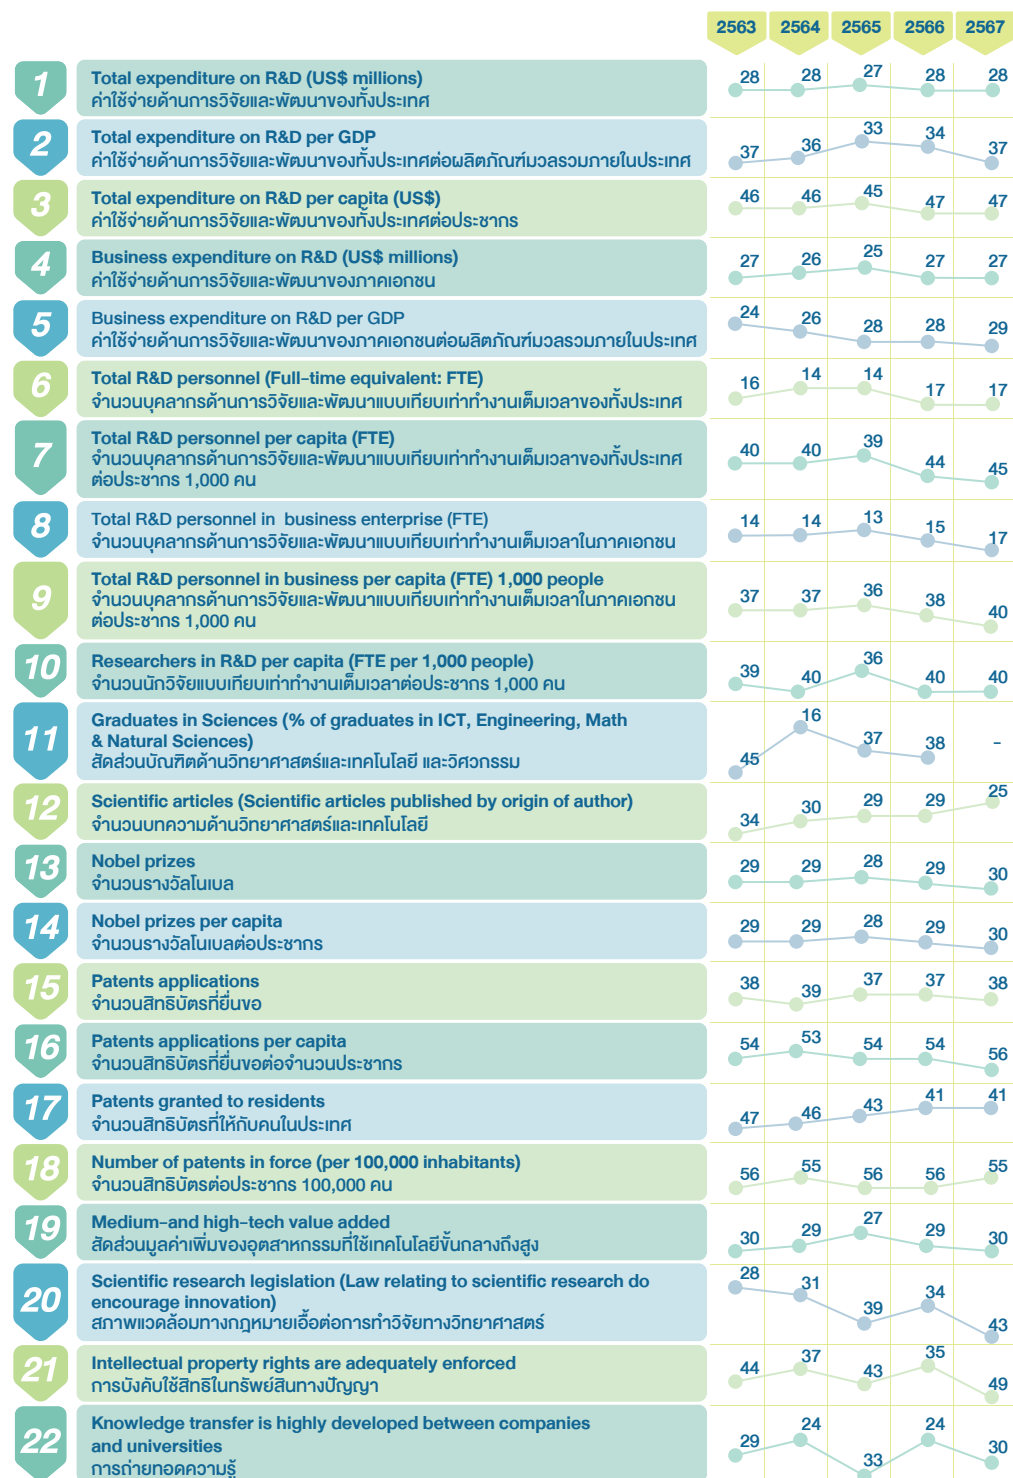 2563 2564 2565 2566 2567
1 Total expenditure on R&D (US$ millions) 28 28 27 28 28
ค่าใช้จ่ายด้านการวิจัยและพัฒนาของทั้งประเทศ
2 Total expenditure on R&D per GDP 37 36 33 34 37
ค่าใช้จ่ายด้านการวิจัยและพัฒนาของทั้งประเทศต่อผลิตภัณฑ์มวลรวมภายในประเทศ
3 Total expenditure on R&D per capita (US$) 46 46 45 47 47
ค่าใช้จ่ายด้านการวิจัยและพัฒนาของทั้งประเทศต่อประชากร
4 Business expenditure on R&D (US$ millions) 27 26 25 27 27
ค่าใช้จ่ายด้านการวิจัยและพัฒนาของภาคเอกชน
5 Business expenditure on R&D per GDP 24 26 28 28 29
ค่าใช้จ่ายด้านการวิจัยและพัฒนาของภาคเอกชนต่อผลิตภัณฑ์มวลรวมภายในประเทศ
6 Total R&D personnel (Full-time equivalent: FTE) 16 14 14 17 17
จำนวนบุคลากรด้านการวิจัยและพัฒนาแบบเทียบเท่าทำงานเต็มเวลาของทั้งประเทศ
7 Total R&D personnel per capita (FTE) 40 40 39 44 45
จำนวนบุคลากรด้านการวิจัยและพัฒนาแบบเทียบเท่าทำงานเต็มเวลาของทั้งประเทศ
ต่อประชากร 1,000 คน
8 Total R&D personnel in business enterprise (FTE) 14 14 13 15 17
จำนวนบุคลากรด้านการวิจัยและพัฒนาแบบเทียบเท่าทำงานเต็มเวลาในภาคเอกชน
9 Total R&D personnel in business per capita (FTE) 1,000 people 37 37 36 38 40
จำนวนบุคลากรด้านการวิจัยและพัฒนาแบบเทียบเท่าทำงานเต็มเวลาในภาคเอกชน
ต่อประชากร 1,000 คน
10 Researchers in R&D per capita (FTE per 1,000 people) 39 40 36 40 40
จำนวนนักวิจัยแบบเทียบเท่าทำงานเต็มเวลาต่อประชากร 1,000 คน
11 Graduates in Sciences (% of graduates in ICT, Engineering, Math 45 16 37 38 -
& Natural Sciences)
สัดส่วนบัณฑิตด้านวิทยาศาสตร์และเทคโนโลยี และวิศวกรรม
12 Scientific articles (Scientific articles published by origin of author) 34 30 29 29 25
จำนวนบทความด้านวิทยาศาสตร์และเทคโนโลยี
13 Nobel prizes 29 29 28 29 30
จำนวนรางวัลโนเบล
14 Nobel prizes per capita 29 29 28 29 30
จำนวนรางวัลโนเบลต่อประชากร
15 Patents applications 38 39 37 37 38
จำนวนสิทธิบัตรที่ยื่นขอ
16 Patents applications per capita 54 53 54 54 56
จำนวนสิทธิบัตรที่ยื่นขอต่อจำนวนประชากร
17 Patents granted to residents 47 46 43 41 41
จำนวนสิทธิบัตรที่ให้กับคนในประเทศ
18 Number of patents in force (per 100,000 inhabitants) 56 55 56 56 55
จำนวนสิทธิบัตรต่อประชากร 100,000 คน
19 Medium-and high-tech value added 30 29 27 29 30
สัดส่วนมูลค่าเพิ่มของอุตสาหกรรมที่ใช้เทคโนโลยีขั้นกลางถึงสูง
20 Scientific research legislation (Law relating to scientific research do 28 31 39 34 43
encourage innovation)
สภาพแวดล้อมทางกฎหมายเอื้อต่อการทำวิจัยทางวิทยาศาสตร์
21 Intellectual property rights are adequately enforced 44 37 43 35 49
การบังคับใช้สิทธิในทรัพย์สินทางปัญญา
22 Knowledge transfer is highly developed between companies 29 24 33 24 30
and universities
การถ่ายทอดความรู้